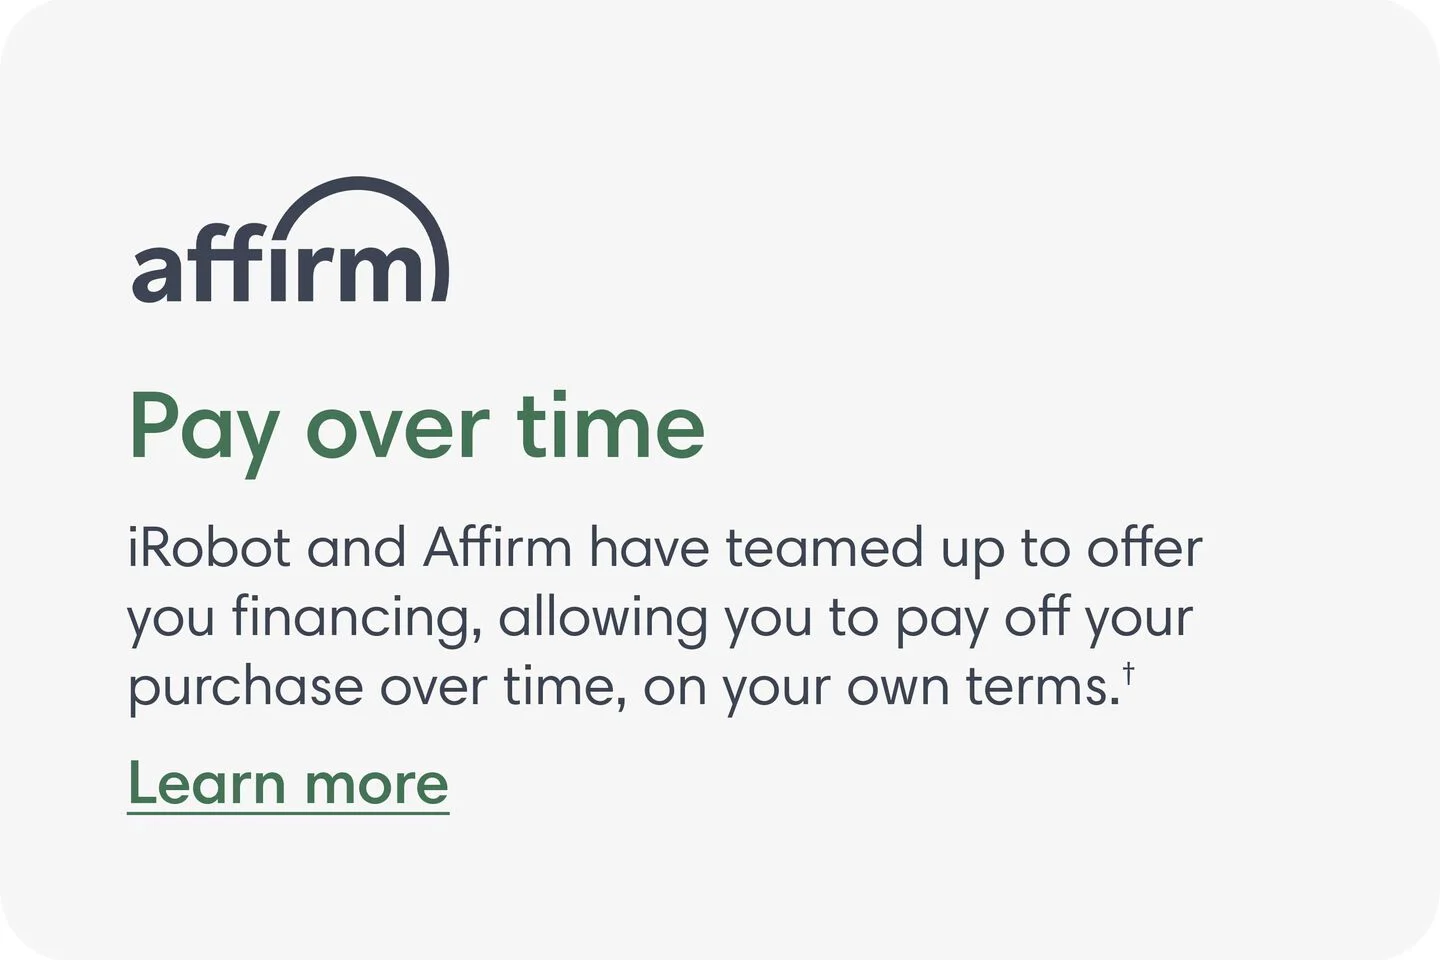 affirm
Pay over time
iRobot and Affirm have teamed up to offer
you financing, allowing you to pay off your
purchase over time, on your own terms.†
Learn more